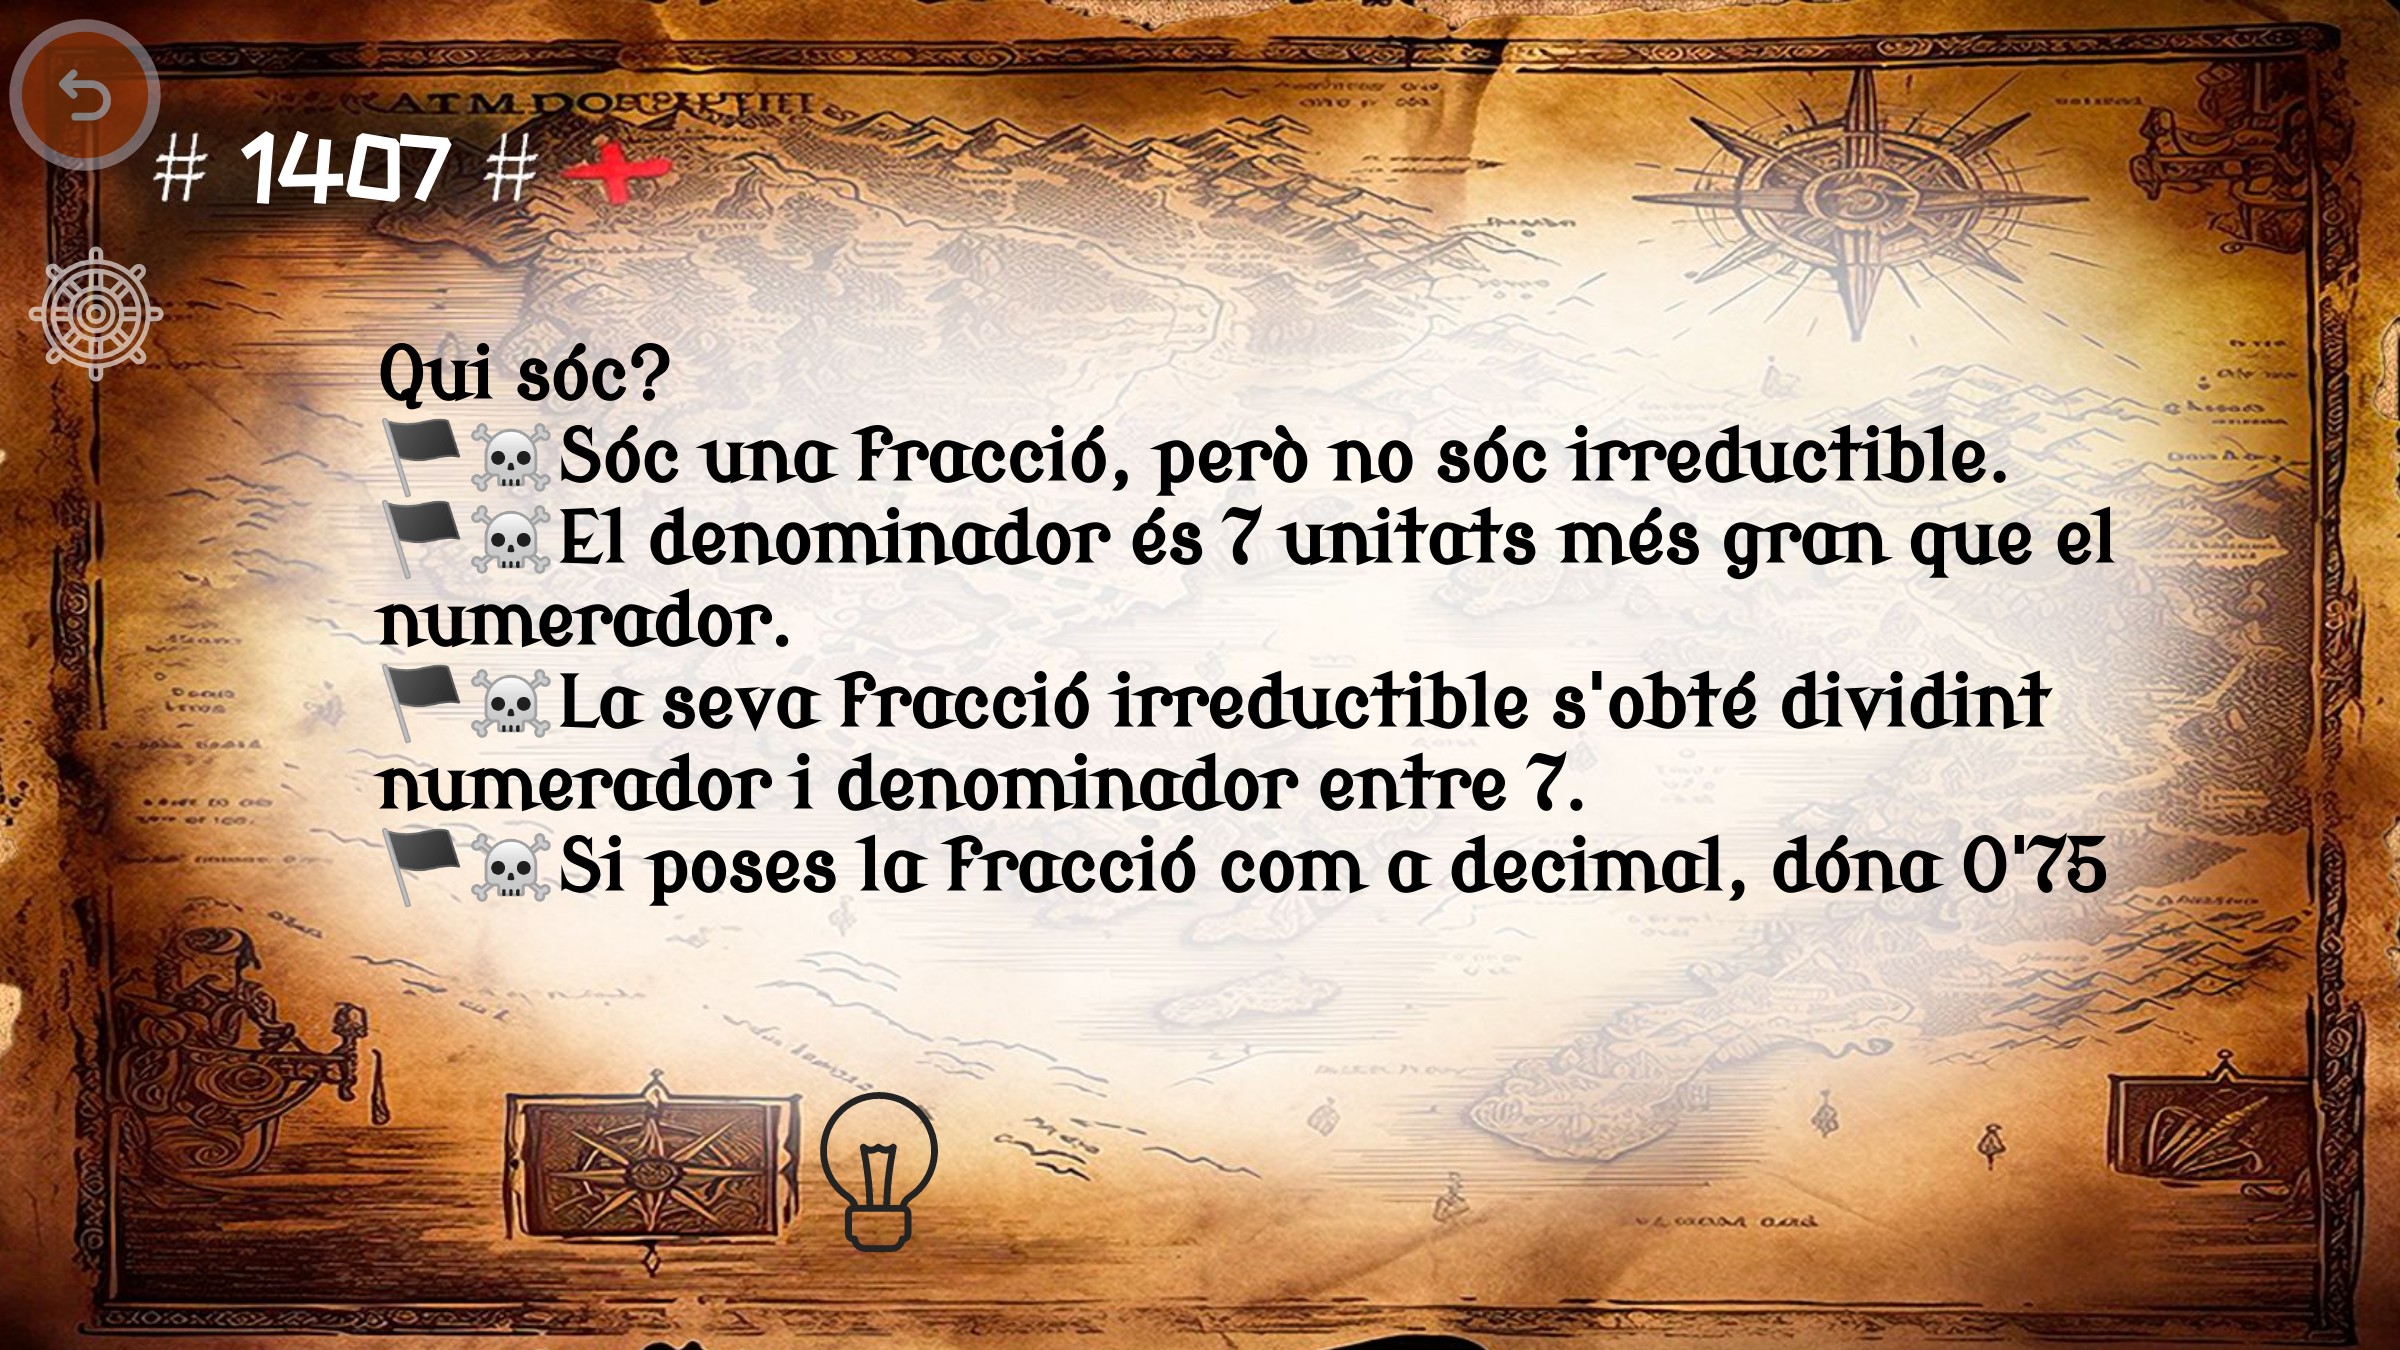 # 1407 #
Qui sóc?
🏴☠️Sóc una fracció, però no sóc irreductible.
🏴☠️El denominador és 7 unitats més gran que el
numerador.
🏴☠️La seva fracció irreductible s'obté dividint
numerador i denominador entre 7.
🏴☠️Si poses la fracció com a decimal, dóna 0'75